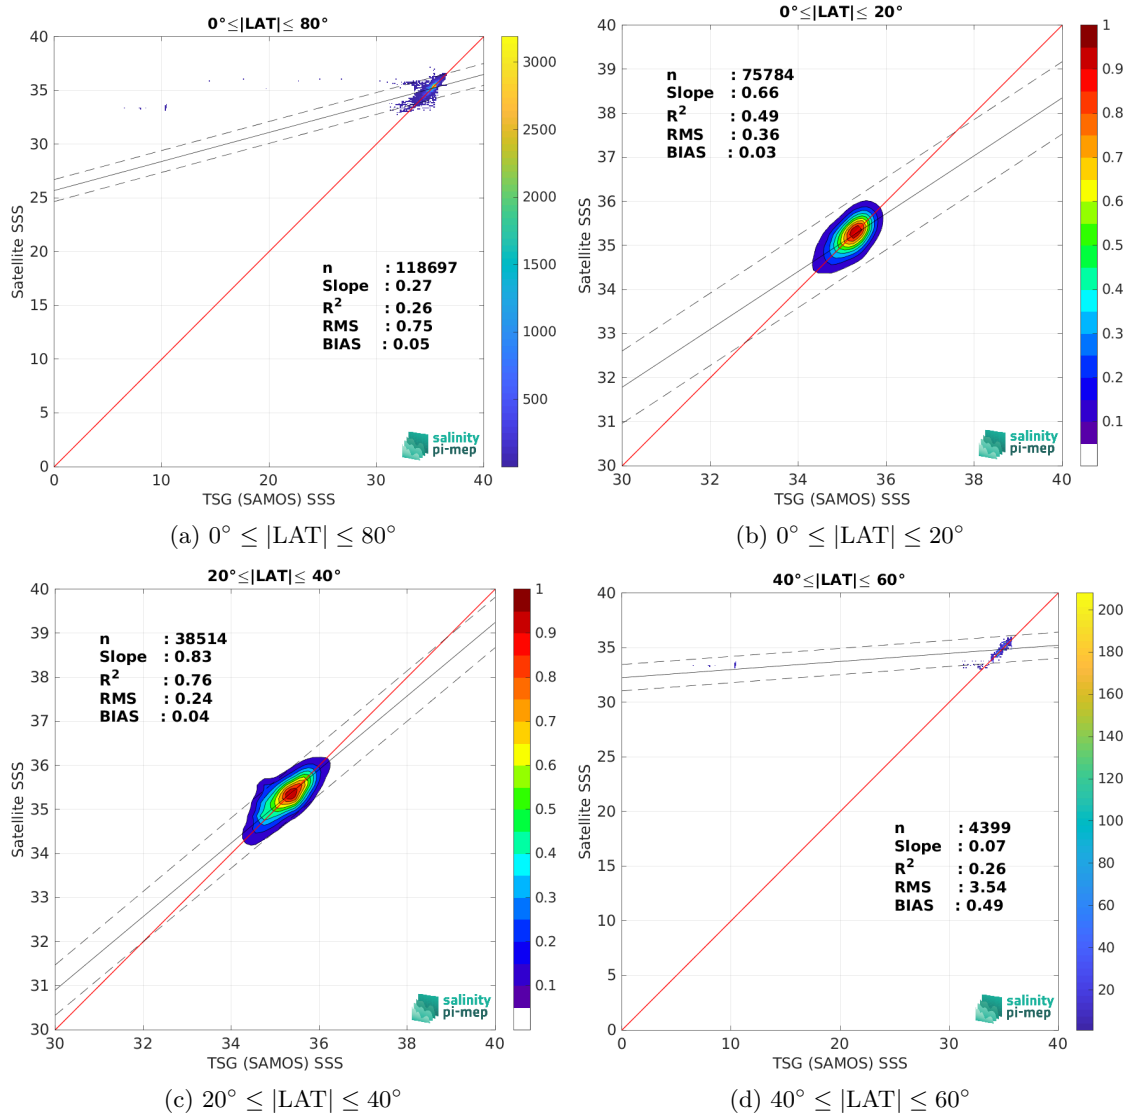 0°≤|LAT|≤ 80°
40
35
30
25
20
15
10
5
0
Satellite SSS
n : 118697
Slope : 0.27
R² : 0.26
RMS : 0.75
BIAS : 0.05
salinity
pi-mep
0 10 20 30 40
TSG (SAMOS) SSS
3000
2500
2000
1500
1000
500
(a) 0° ≤ |LAT| ≤ 80°
0°≤|LAT|≤ 20°
40
39
38
37
36
35
34
33
32
31
30
Satellite SSS
n : 75784
Slope : 0.66
R² : 0.49
RMS : 0.36
BIAS : 0.03
salinity
pi-mep
30 32 34 36 38 40
TSG (SAMOS) SSS
1
0.9
0.8
0.7
0.6
0.5
0.4
0.3
0.2
0.1
(b) 0° ≤ |LAT| ≤ 20°
20°≤|LAT|≤ 40°
40
39
38
37
36
35
34
33
32
31
30
Satellite SSS
n : 38514
Slope : 0.83
R² : 0.76
RMS : 0.24
BIAS : 0.04
salinity
pi-mep
30 32 34 36 38 40
TSG (SAMOS) SSS
1
0.9
0.8
0.7
0.6
0.5
0.4
0.3
0.2
0.1
(c) 20° ≤ |LAT| ≤ 40°
40°≤|LAT|≤ 60°
40
35
30
25
20
15
10
5
0
Satellite SSS
n : 4399
Slope : 0.07
R² : 0.26
RMS : 3.54
BIAS : 0.49
salinity
pi-mep
0 10 20 30 40
TSG (SAMOS) SSS
200
180
160
140
120
100
80
60
40
20
(d) 40° ≤ |LAT| ≤ 60°